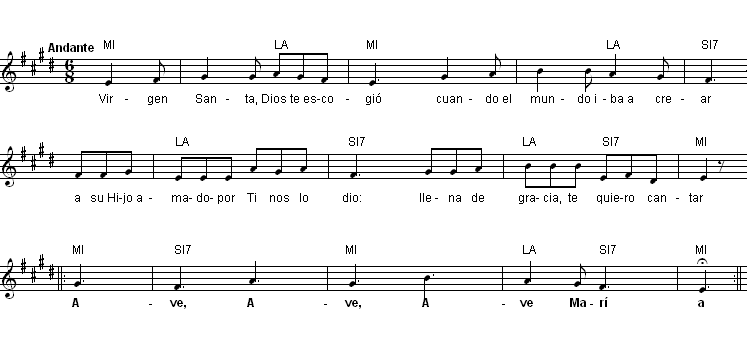 Andante MI LA MI LA SI7
6
8
Vir- gen San- ta, Dios te es-co- gió cuan-do el mun- do i-ba a cre- ar
LA SI7 LA SI7 MI
a su Hi-jo a- ma- do- por Ti nos lo dio: lle- na de gra-cia, te quie-ro can- tar
MI SI7 MI LA SI7 MI
A -ve, A -ve, A -ve Ma-rí a